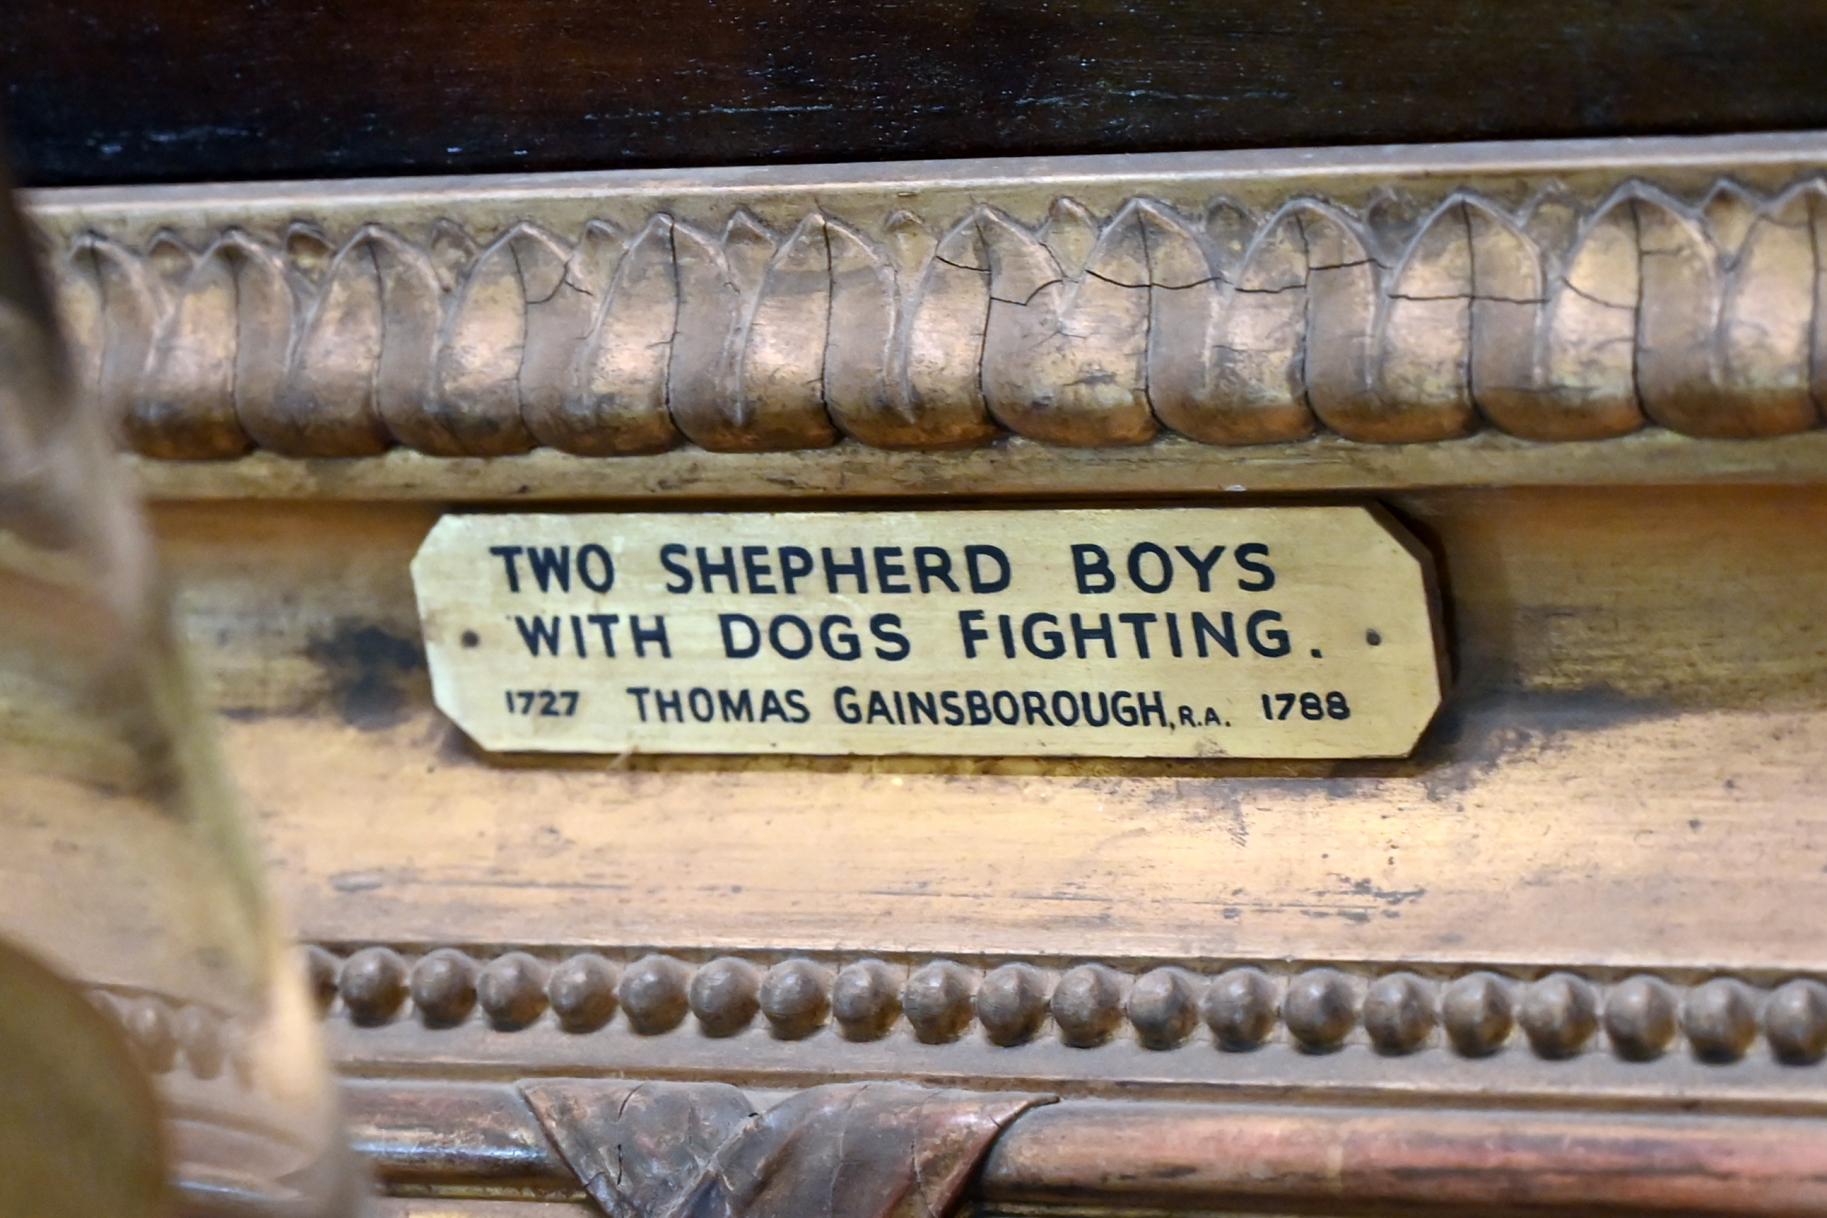 TWO SHEPHERD BOYS
WITH DOGS FIGHTING.
1727 THOMAS GAINSBOROUGH, R.A. 1788